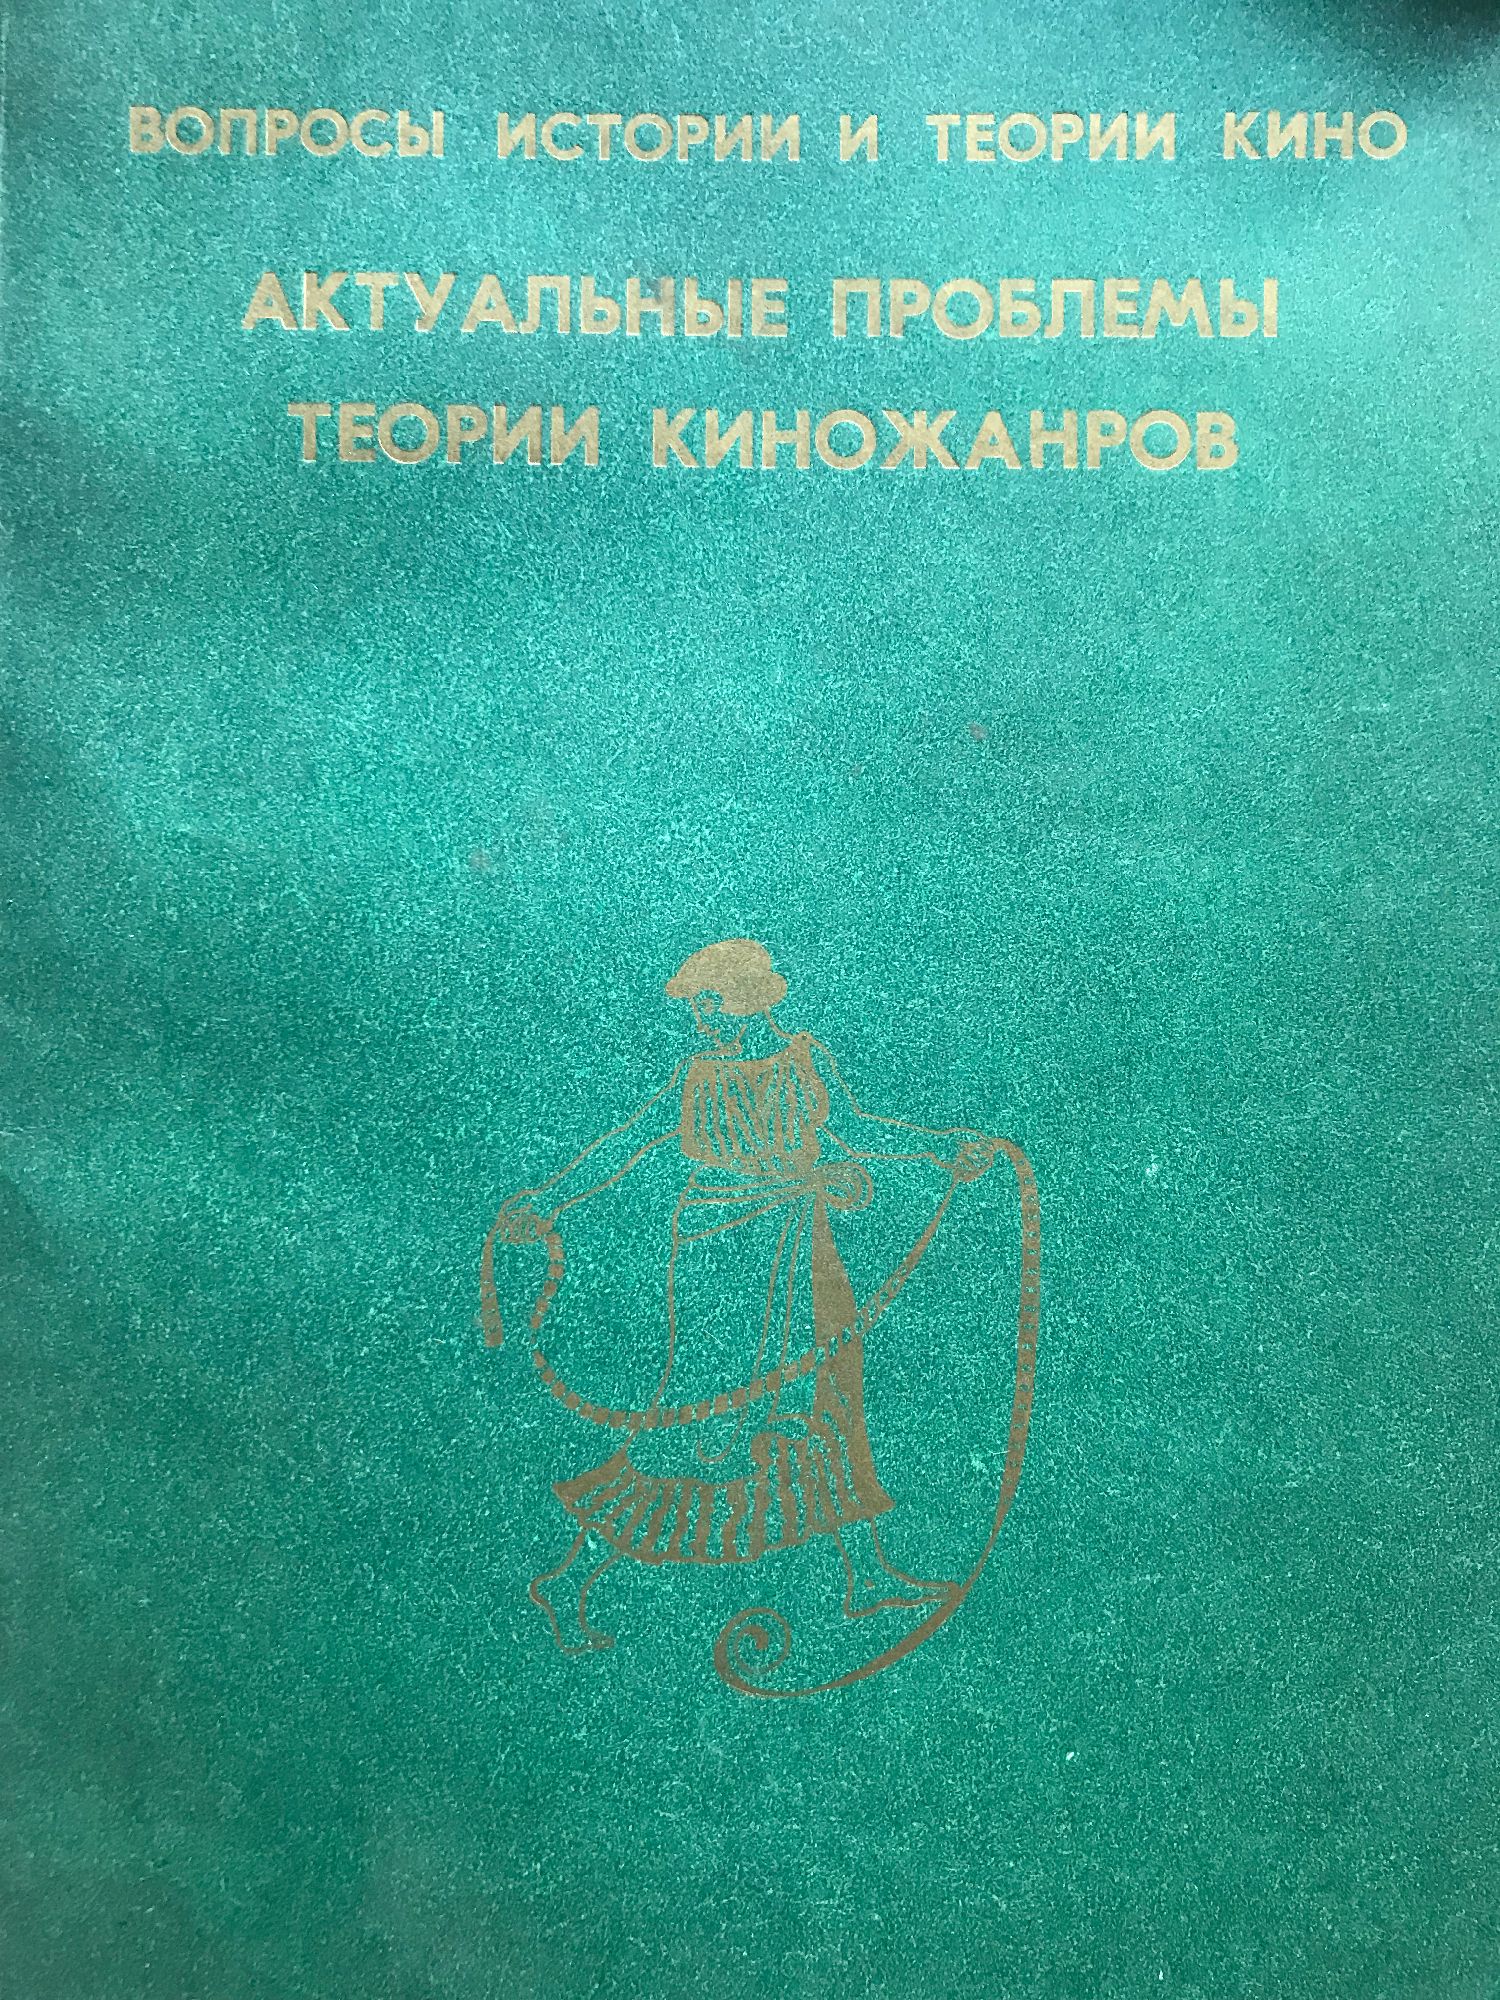 ВОПРОСЫ ИСТОРИИ И ТЕОРИИ КИНО
АКТУАЛЬНЫЕ ПРОБЛЕМЫ
ТЕОРИИ КИНОЖАНРОВ